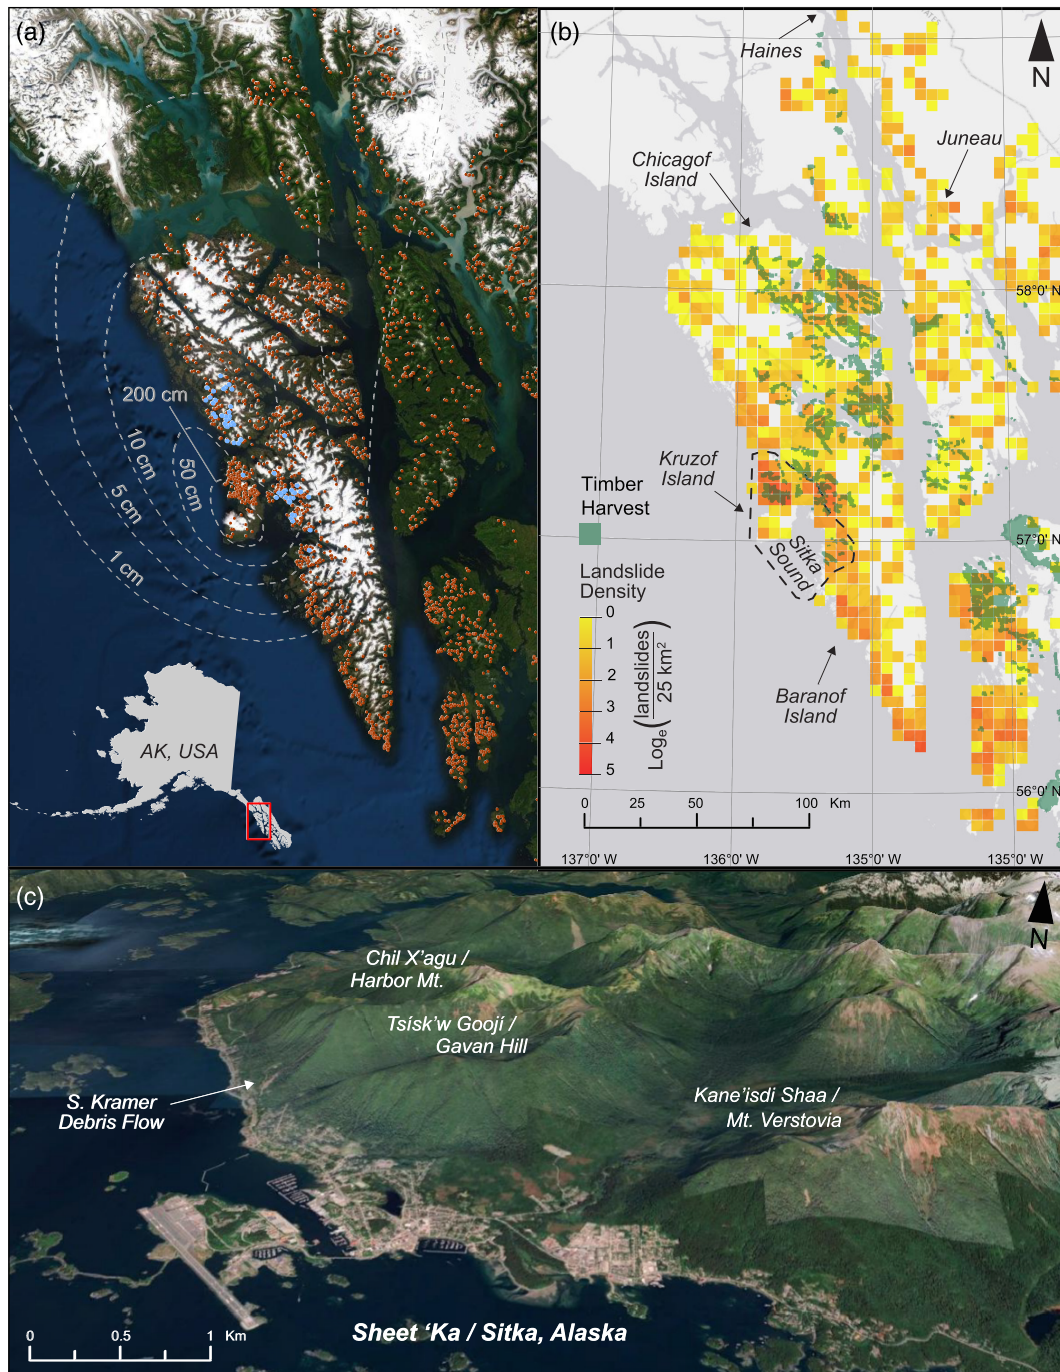 (a)
200 cm
50 cm
10 cm
5 cm
1 cm
AK, USA
(b)
Haines
N
Chicagof
Island
Juneau
58°0' N
Kruzof
Island
Timber
Harvest
Sitka
Sound
57°0' N
Landslide
Density
0
1
2
3
4
5
Logₑ(landslides/25 km²)
Baranof
Island
56°0' N
0 25 50 100 Km
137°0' W 136°0' W 135°0' W 135°0' W
(c)
N
Chil X’agu /
Harbor Mt.
Tsísk’w Goojí /
Gavan Hill
S. Kramer
Debris Flow
Kane’isdi Shaa /
Mt. Verstovia
Sheet ‘Ka / Sitka, Alaska
0 0.5 1 Km